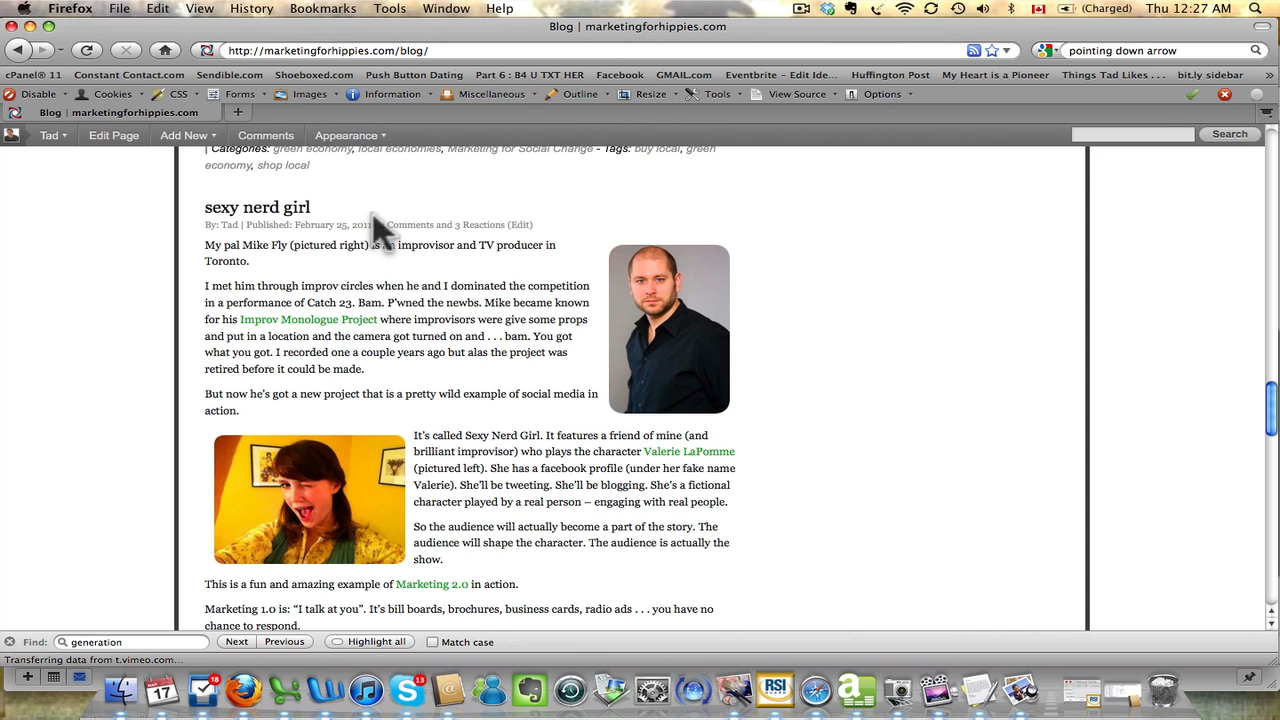 Firefox File Edit View History Bookmarks Tools Window Help (Charged) Thu 12:27 AM
Blog | marketingforhippies.com
http://marketingforhippies.com/blog/ pointing down arrow
cPanel® 11 Constant Contact.com Sendible.com Shoeboxed.com Push Button Dating Part 6 : B4 U TXT HER Facebook GMAIL.com Eventbrite - Edit Ide... Huffington Post My Heart is a Pioneer Things Tad Likes . . . bit.ly sidebar »
Disable Cookies CSS Forms Images Information Miscellaneous Outline Resize Tools View Source Options
Blog | marketingforhippies.com +
Tad Edit Page Add New Comments Appearance Search
| Categories: green economy, local economies, Marketing for Social Change - Tags: buy local, green
economy, shop local
sexy nerd girl
By: Tad | Published: February 25, Comments and 3 Reactions (Edit)
My pal Mike Fly (pictured right) is an improvisor and TV producer in
Toronto.
I met him through improv circles when he and I dominated the competition
in a performance of Catch 23. Bam. P'wned the newbs. Mike became known
for his Improv Monologue Project where improvisors were give some props
and put in a location and the camera got turned on and . . . bam. You got
what you got. I recorded one a couple years ago but alas the project was
retired before it could be made.
But now he's got a new project that is a pretty wild example of social media in
action.
It's called Sexy Nerd Girl. It features a friend of mine (and
brilliant improvisor) who plays the character Valerie LaPomme
(pictured left). She has a facebook profile (under her fake name
Valerie). She'll be tweeting. She'll be blogging. She's a fictional
character played by a real person – engaging with real people.
So the audience will actually become a part of the story. The
audience will shape the character. The audience is actually the
show.
This is a fun and amazing example of Marketing 2.0 in action.
Marketing 1.0 is: “I talk at you”. It's bill boards, brochures, business cards, radio ads . . . you have no
chance to respond.
Find: generation Next Previous Highlight all Match case
Transferring data from t.vimeo.com...
MAR 17 18 13 RSI
RSI